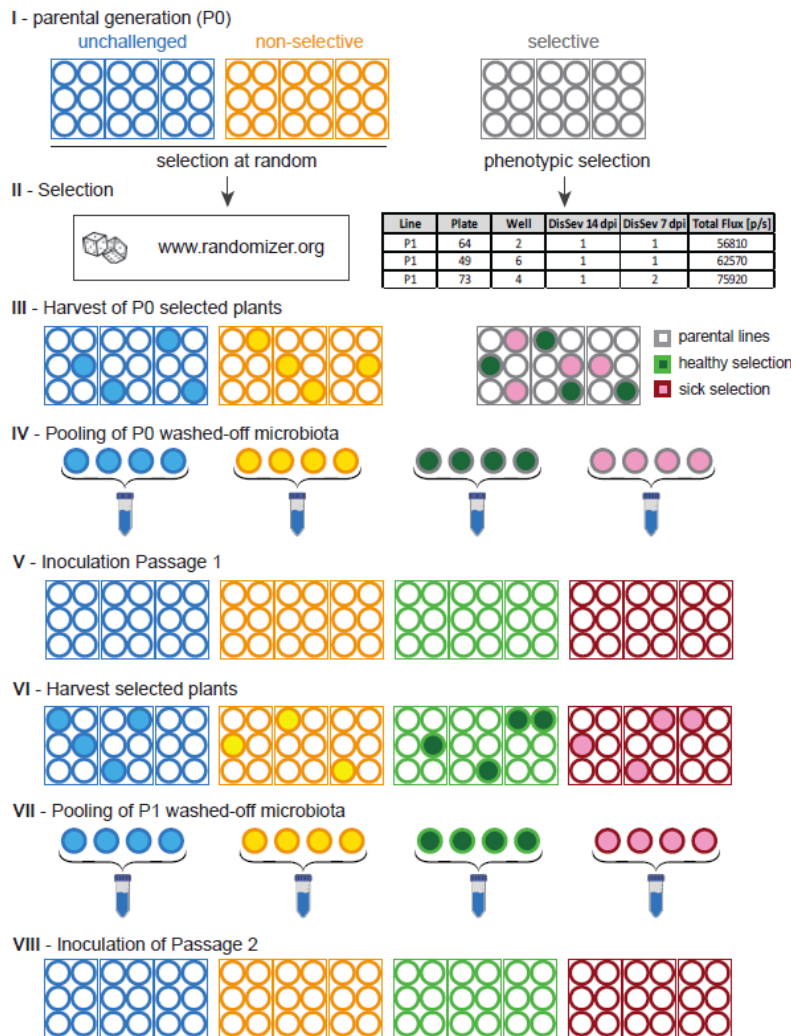 I - parental generation (P0)
unchallenged non-selective selective
selection at random phenotypic selection
II - Selection
www.randomizer.org
Line Plate Well DisSev 14 dpi DisSev 7 dpi Total Flux [p/s]
P1 64 2 1 1 56810
P1 49 6 1 1 62570
P1 73 4 1 2 75920
III - Harvest of P0 selected plants
parental lines
healthy selection
sick selection
IV - Pooling of P0 washed-off microbiota
V - Inoculation Passage 1
VI - Harvest selected plants
VII - Pooling of P1 washed-off microbiota
VIII - Inoculation of Passage 2